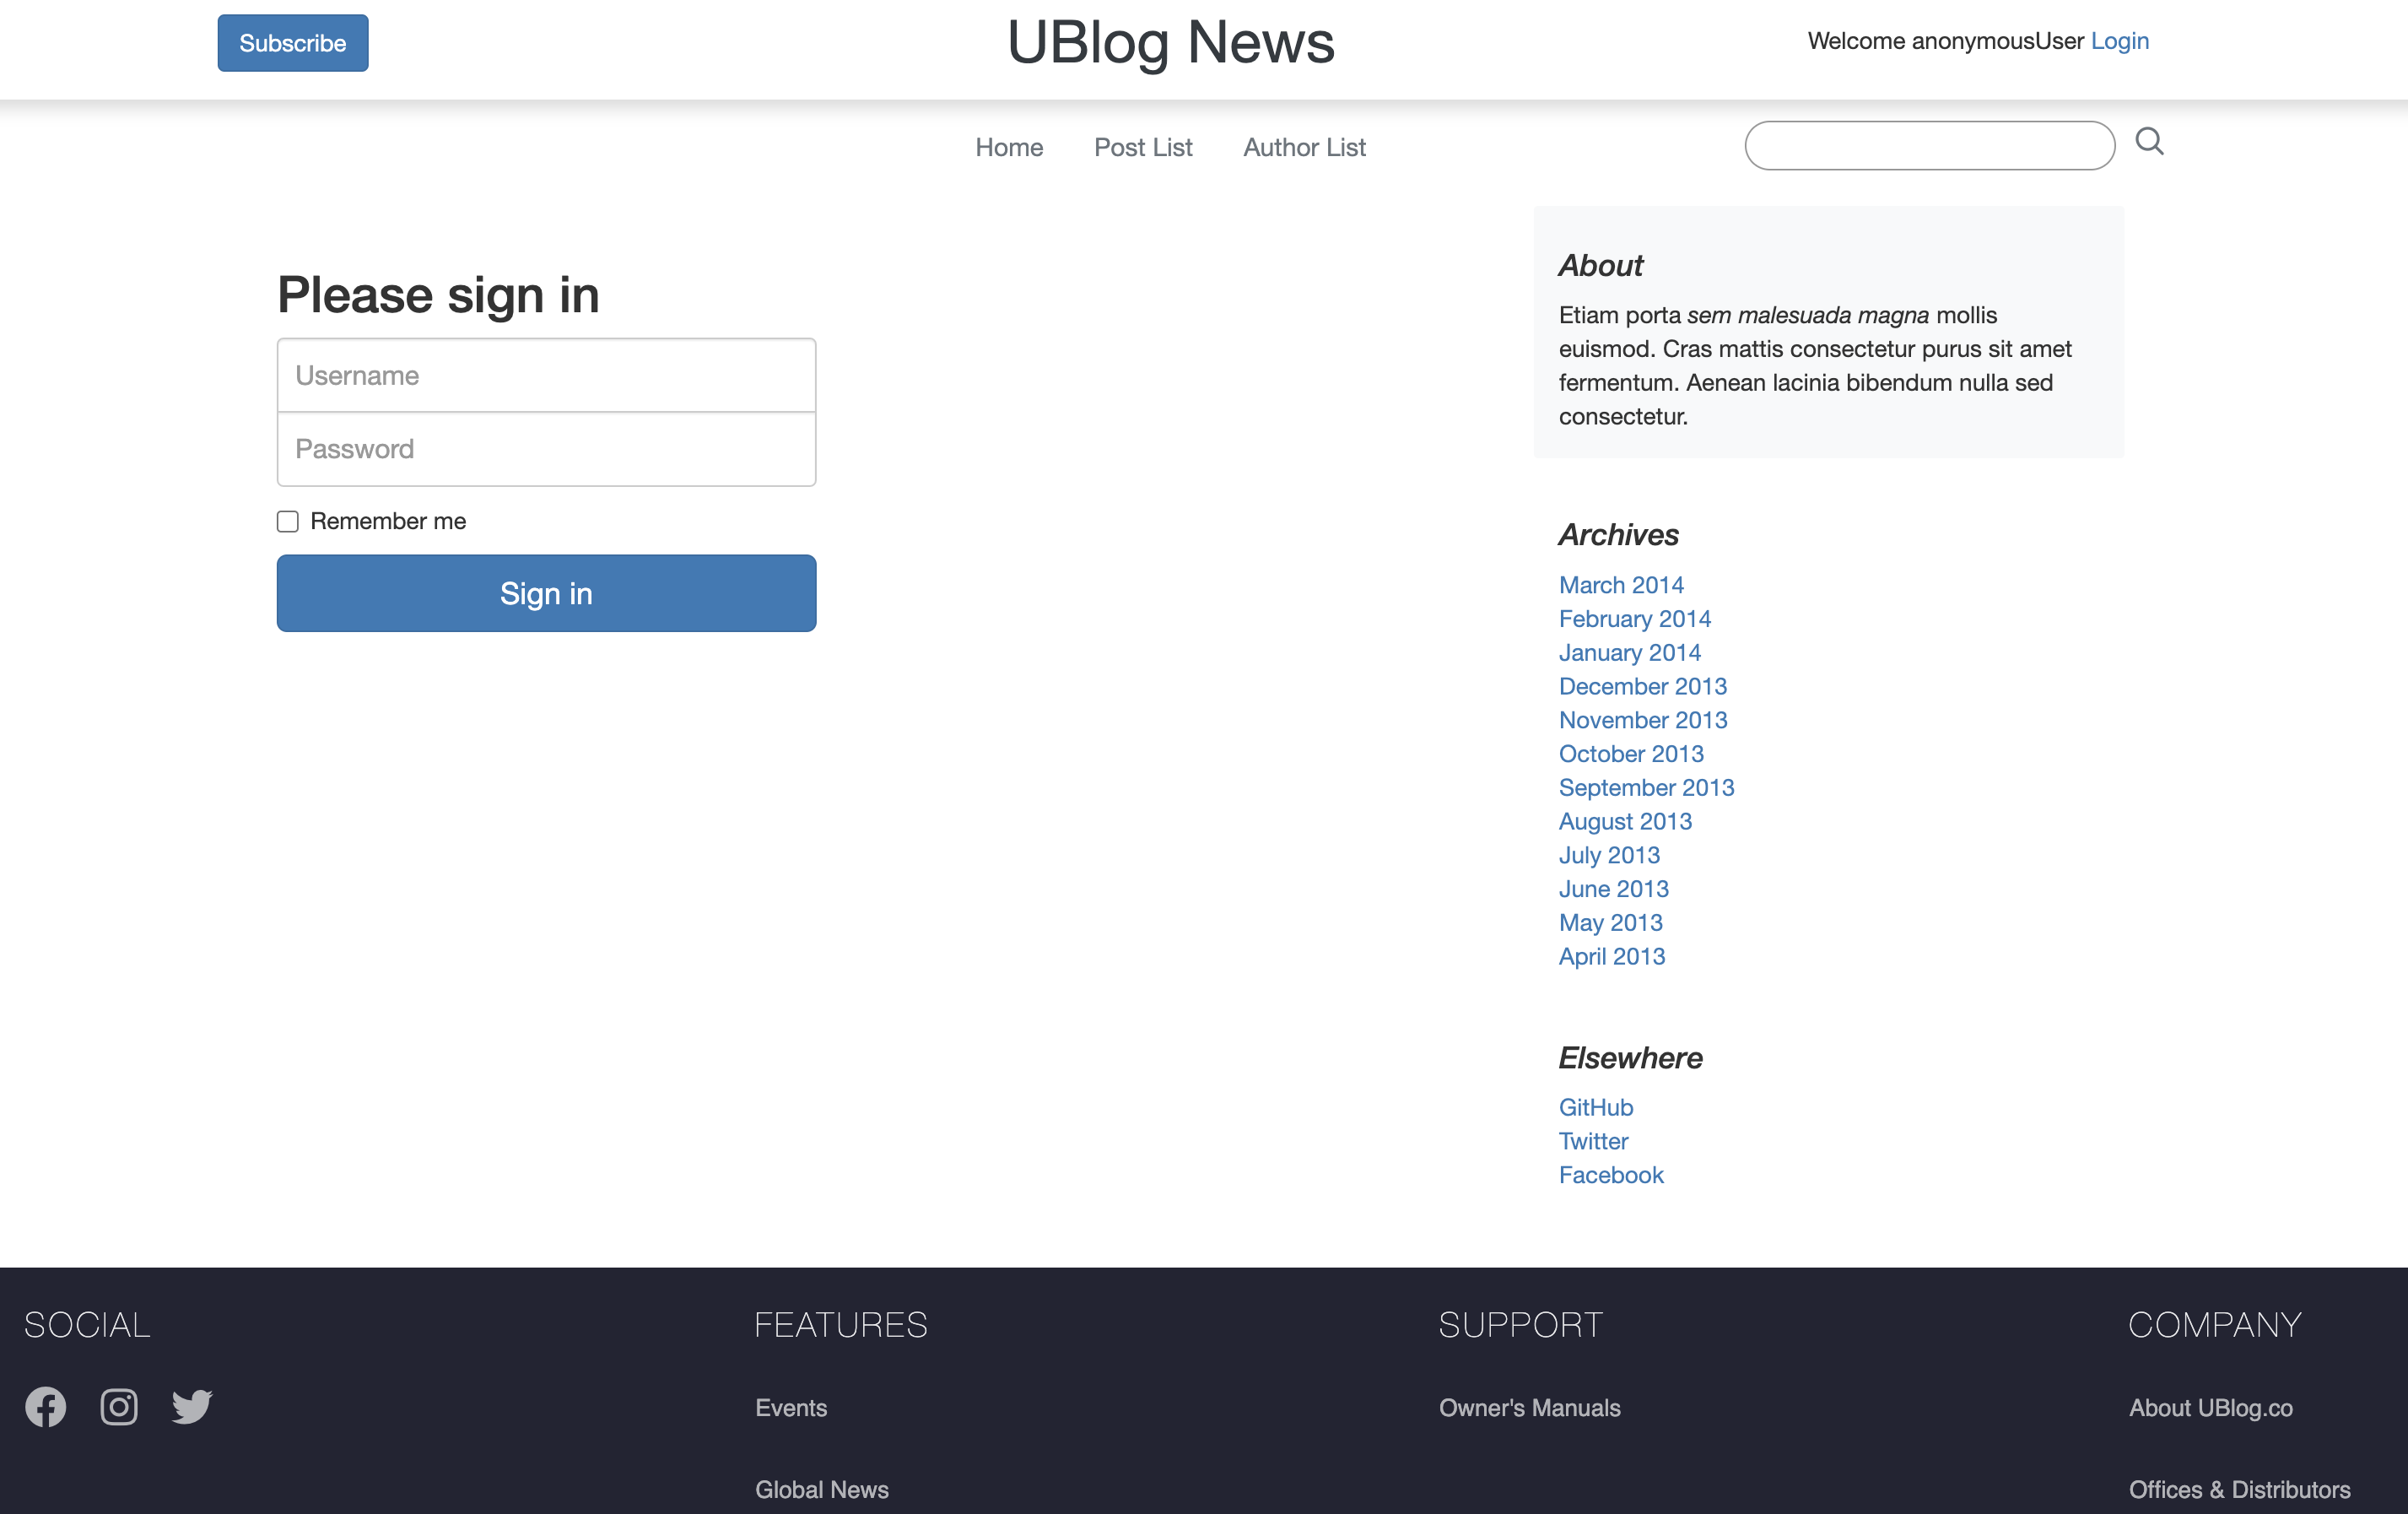 Subscribe
UBlog News
Welcome anonymousUser Login
Home
Post List
Author List
Please sign in
Username
Password
Remember me
Sign in
About
Etiam porta sem malesuada magna mollis
euismod. Cras mattis consectetur purus sit amet
fermentum. Aenean lacinia bibendum nulla sed
consectetur.
Archives
March 2014
February 2014
January 2014
December 2013
November 2013
October 2013
September 2013
August 2013
July 2013
June 2013
May 2013
April 2013
Elsewhere
GitHub
Twitter
Facebook
SOCIAL
FEATURES
Events
Global News
SUPPORT
Owner's Manuals
COMPANY
About UBlog.co
Offices & Distributors